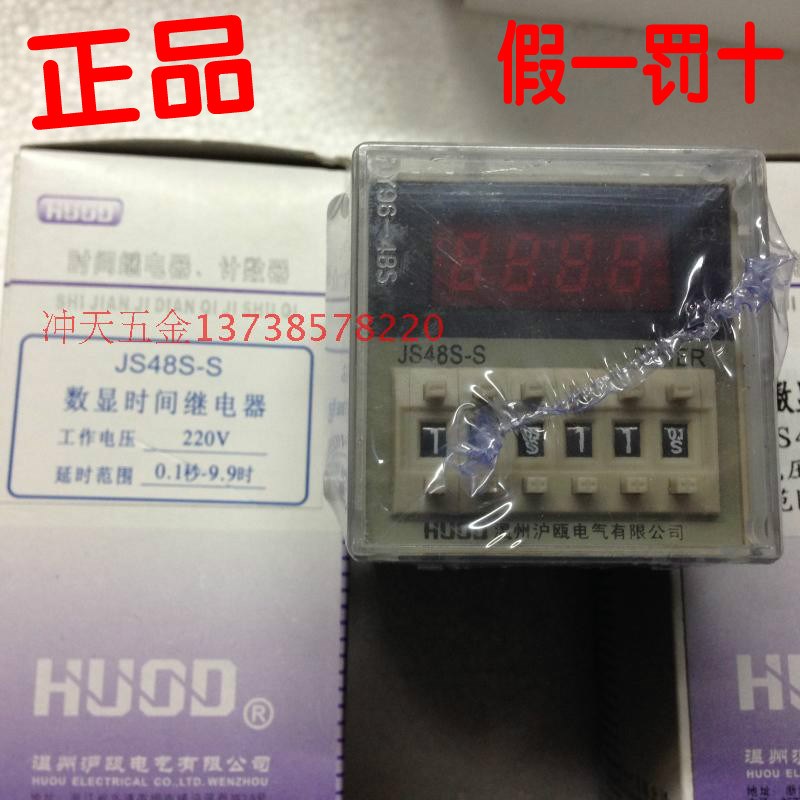 正品
假一罚十
HUOD
时间继电器、计数器
SHI JIAN JI DIAN QI JI SHU QI
冲天五金13738578220
JS48S-S
数显时间继电器
工作电压 220V
延时范围 0.1秒-9.9时
HUOD®
温州沪瓯电气有限公司
HUOU ELECTRICAL CO.,LTD.WENZHOU
96-48S
8888
JS48S-S
HUOD 温州沪瓯电气有限公司